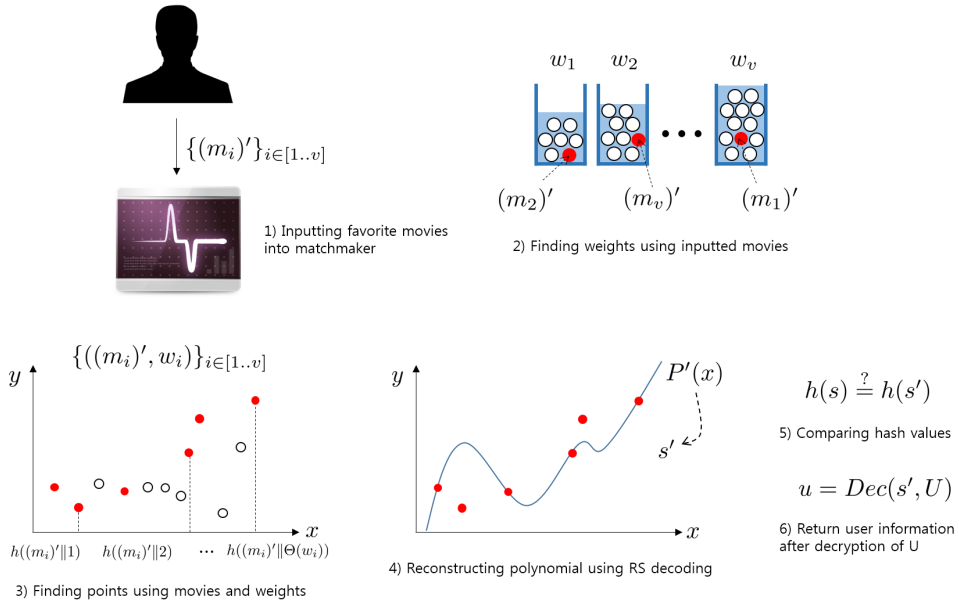 {(m_i)'}_{i∈[1..v]}
1) Inputting favorite movies
into matchmaker
w_1 w_2 w_v
(m_2)' (m_v)' (m_1)'
2) Finding weights using inputted movies
{((m_i)', w_i)}_{i∈[1..v]}
y
x
h((m_i)'||1) h((m_i)'||2) ... h((m_i)'||Θ(w_i))
3) Finding points using movies and weights
y
P'(x)
s'
x
4) Reconstructing polynomial using RS decoding
h(s) ≟ h(s')
5) Comparing hash values
u = Dec(s', U)
6) Return user information
after decryption of U